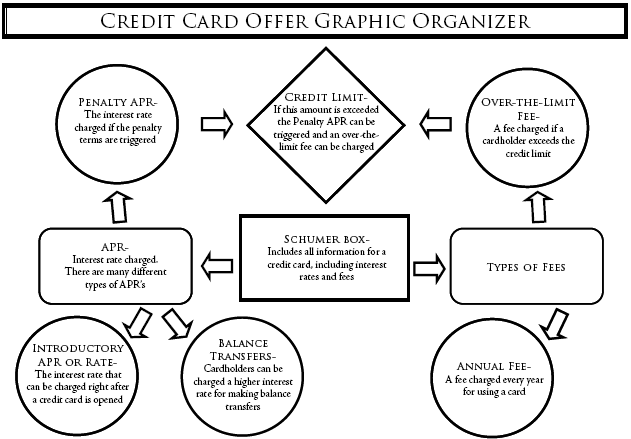 CREDIT CARD OFFER GRAPHIC ORGANIZER
PENALTY APR-
The interest rate
charged if the penalty
terms are triggered
CREDIT LIMIT-
If this amount is exceeded
the Penalty APR can be
triggered and an over-the-
limit fee can be charged
OVER-THE-LIMIT
FEE-
A fee charged if a
cardholder exceeds the
credit limit
APR-
Interest rate charged.
There are many different
types of APR's
SCHUMER BOX-
Includes all information for a
credit card, including interest
rates and fees
TYPES OF FEES
INTRODUCTORY
APR OR RATE-
The interest rate that
can be charged right after
a credit card is opened
BALANCE
TRANSFERS-
Cardholders can be
charged a higher interest
rate for making balance
transfers
ANNUAL FEE-
A fee charged every year
for using a card